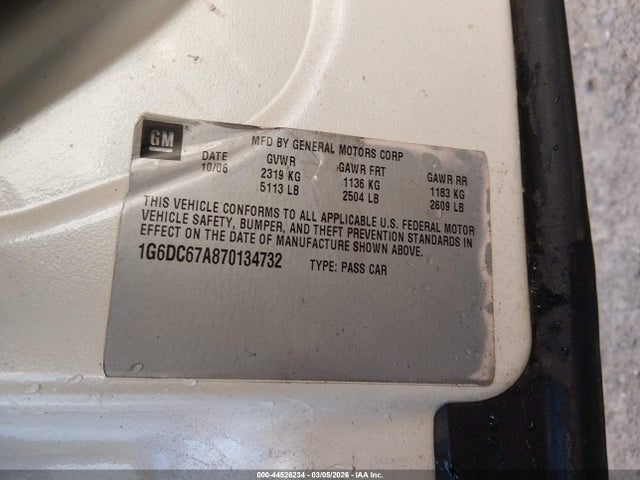 GM
MFD BY GENERAL MOTORS CORP
DATE GVWR GAWR FRT GAWR RR
10/06 2319 KG 1136 KG 1183 KG
5113 LB 2504 LB 2609 LB
THIS VEHICLE CONFORMS TO ALL APPLICABLE U.S. FEDERAL MOTOR
VEHICLE SAFETY, BUMPER, AND THEFT PREVENTION STANDARDS IN
EFFECT ON THE DATE OF MANUFACTURE SHOWN ABOVE.
1G6DC67A870134732 TYPE: PASS CAR
000-44526234 - 03/05/2026 - IAA Inc.